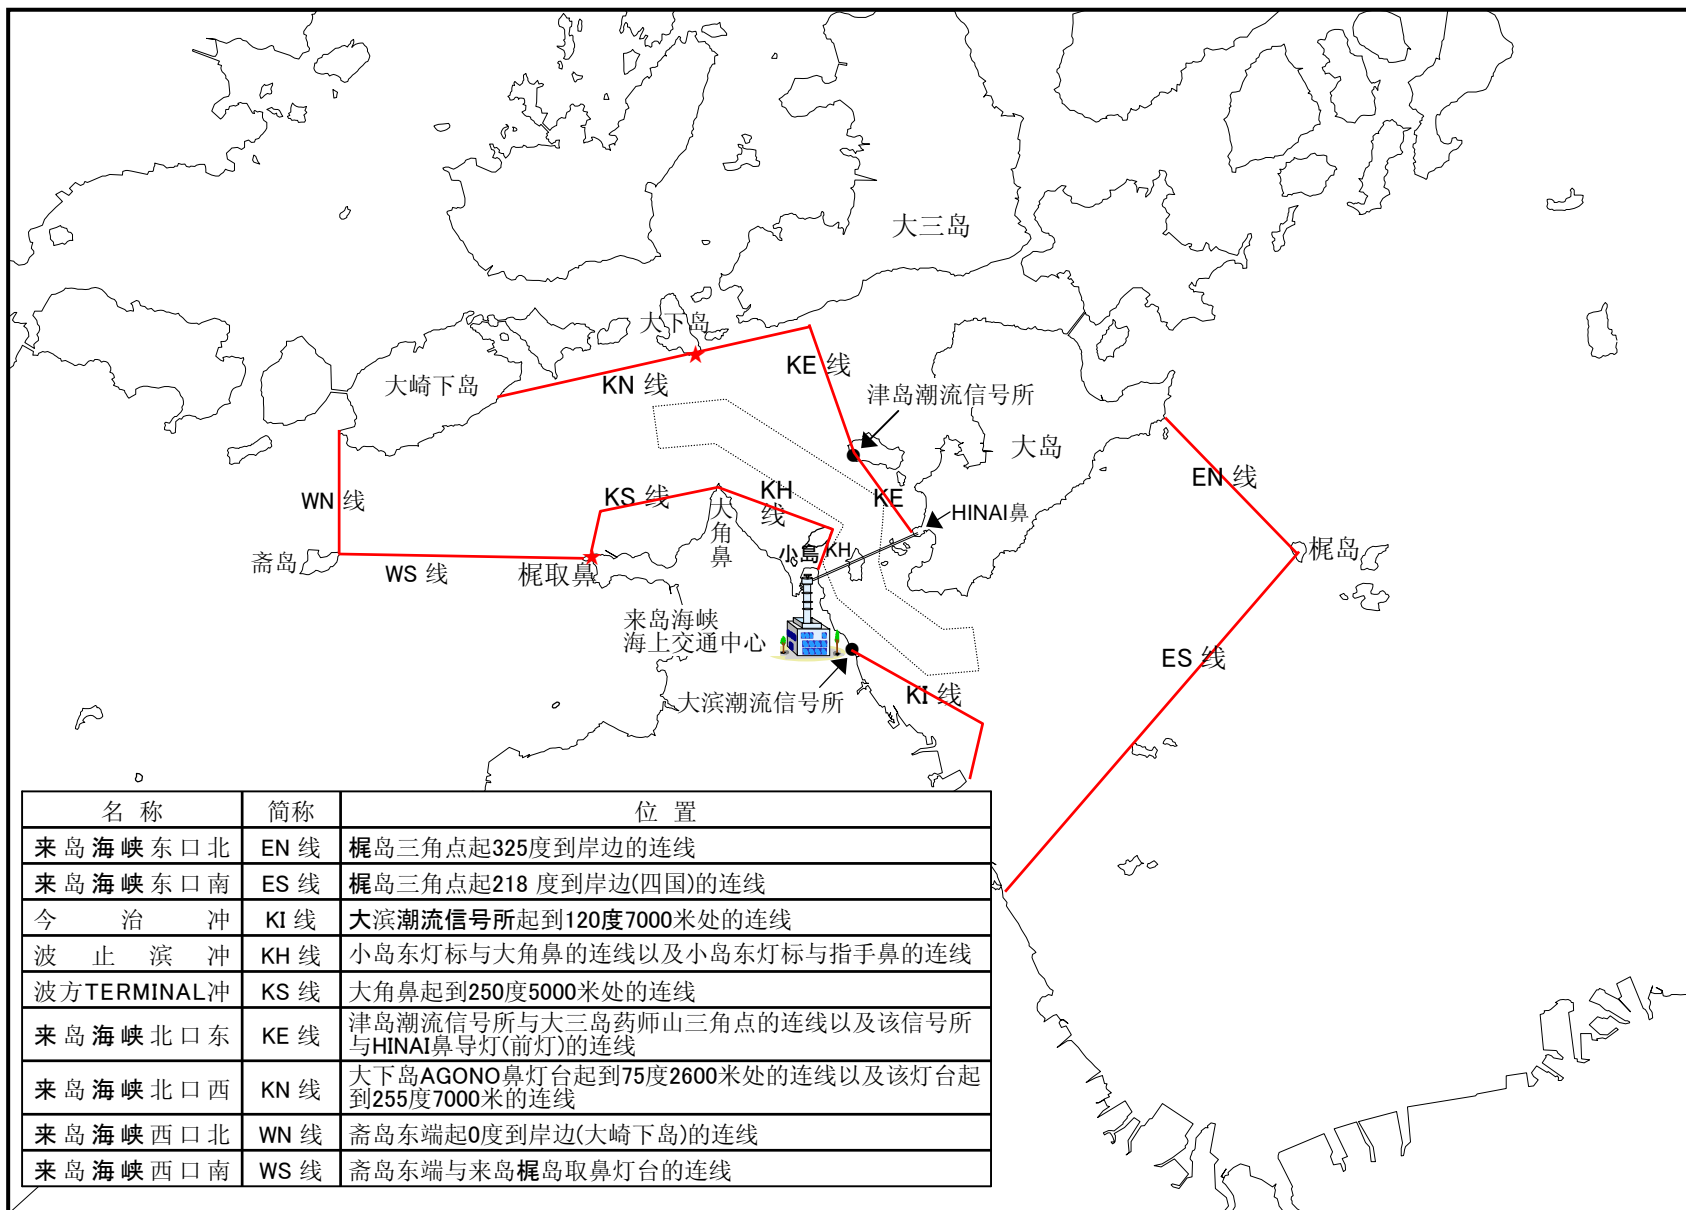 大三岛
大下岛
KE 线
大崎下岛
KN 线
津岛潮流信号所
大岛
EN 线
WN 线
KS 线
KH
线
KE
HINAI鼻
大角鼻
小島
KH
斋岛
WS 线
梶取鼻
梶岛
来岛海峡
海上交通中心
ES 线
大滨潮流信号所
KI 线
名 称 简称 位 置
来岛海峡东口北 EN 线 梶岛三角点起325度到岸边的连线
来岛海峡东口南 ES 线 梶岛三角点起218 度到岸边(四国)的连线
今 治 冲 KI 线 大滨潮流信号所起到120度7000米处的连线
波 止 滨 冲 KH 线 小岛东灯标与大角鼻的连线以及小岛东灯标与指手鼻的连线
波方TERMINAL冲 KS 线 大角鼻起到250度5000米处的连线
来岛海峡北口东 KE 线 津岛潮流信号所与大三岛药师山三角点的连线以及该信号所
与HINAI鼻导灯(前灯)的连线
来岛海峡北口西 KN 线 大下岛AGONO鼻灯台起到75度2600米处的连线以及该灯台起
到255度7000米的连线
来岛海峡西口北 WN 线 斋岛东端起0度到岸边(大崎下岛)的连线
来岛海峡西口南 WS 线 斋岛东端与来岛梶岛取鼻灯台的连线